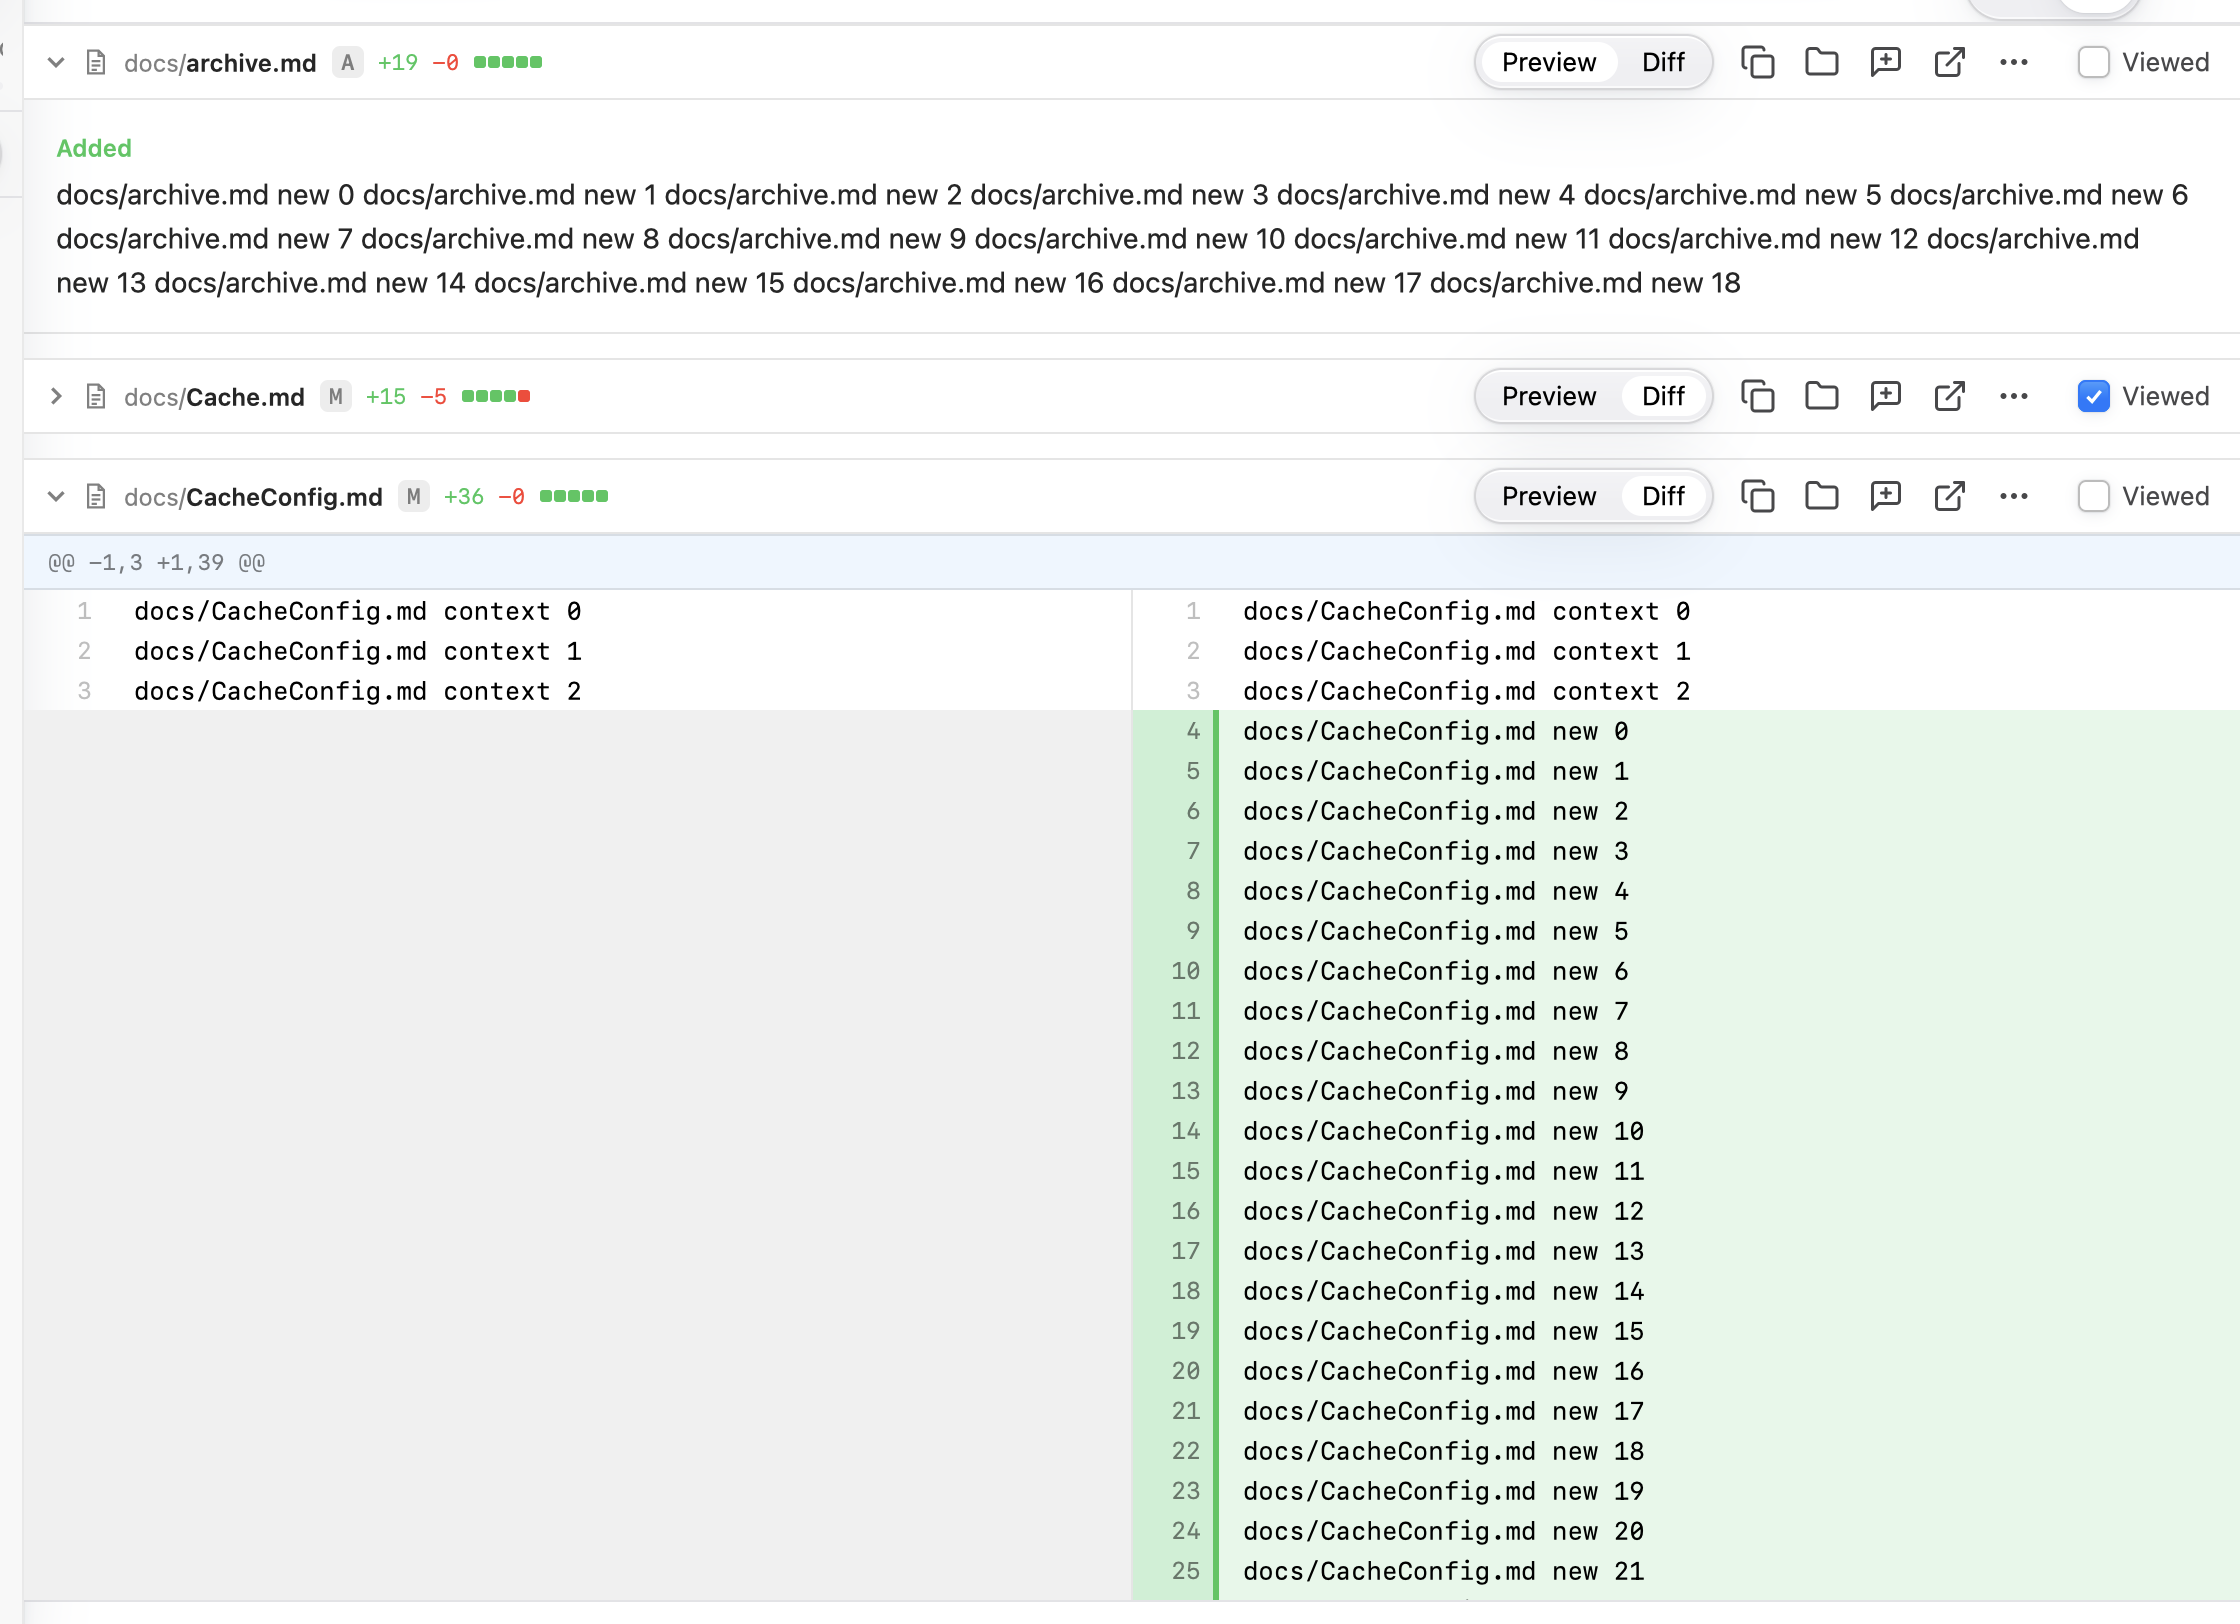 docs/archive.md A +19 −0 Preview Diff Viewed
Added
docs/archive.md new 0 docs/archive.md new 1 docs/archive.md new 2 docs/archive.md new 3 docs/archive.md new 4 docs/archive.md new 5 docs/archive.md new 6
docs/archive.md new 7 docs/archive.md new 8 docs/archive.md new 9 docs/archive.md new 10 docs/archive.md new 11 docs/archive.md new 12 docs/archive.md
new 13 docs/archive.md new 14 docs/archive.md new 15 docs/archive.md new 16 docs/archive.md new 17 docs/archive.md new 18
docs/Cache.md M +15 −5 Preview Diff Viewed
docs/CacheConfig.md M +36 −0 Preview Diff Viewed
@@ −1,3 +1,39 @@
1 docs/CacheConfig.md context 0 1 docs/CacheConfig.md context 0
2 docs/CacheConfig.md context 1 2 docs/CacheConfig.md context 1
3 docs/CacheConfig.md context 2 3 docs/CacheConfig.md context 2
4 docs/CacheConfig.md new 0
5 docs/CacheConfig.md new 1
6 docs/CacheConfig.md new 2
7 docs/CacheConfig.md new 3
8 docs/CacheConfig.md new 4
9 docs/CacheConfig.md new 5
10 docs/CacheConfig.md new 6
11 docs/CacheConfig.md new 7
12 docs/CacheConfig.md new 8
13 docs/CacheConfig.md new 9
14 docs/CacheConfig.md new 10
15 docs/CacheConfig.md new 11
16 docs/CacheConfig.md new 12
17 docs/CacheConfig.md new 13
18 docs/CacheConfig.md new 14
19 docs/CacheConfig.md new 15
20 docs/CacheConfig.md new 16
21 docs/CacheConfig.md new 17
22 docs/CacheConfig.md new 18
23 docs/CacheConfig.md new 19
24 docs/CacheConfig.md new 20
25 docs/CacheConfig.md new 21